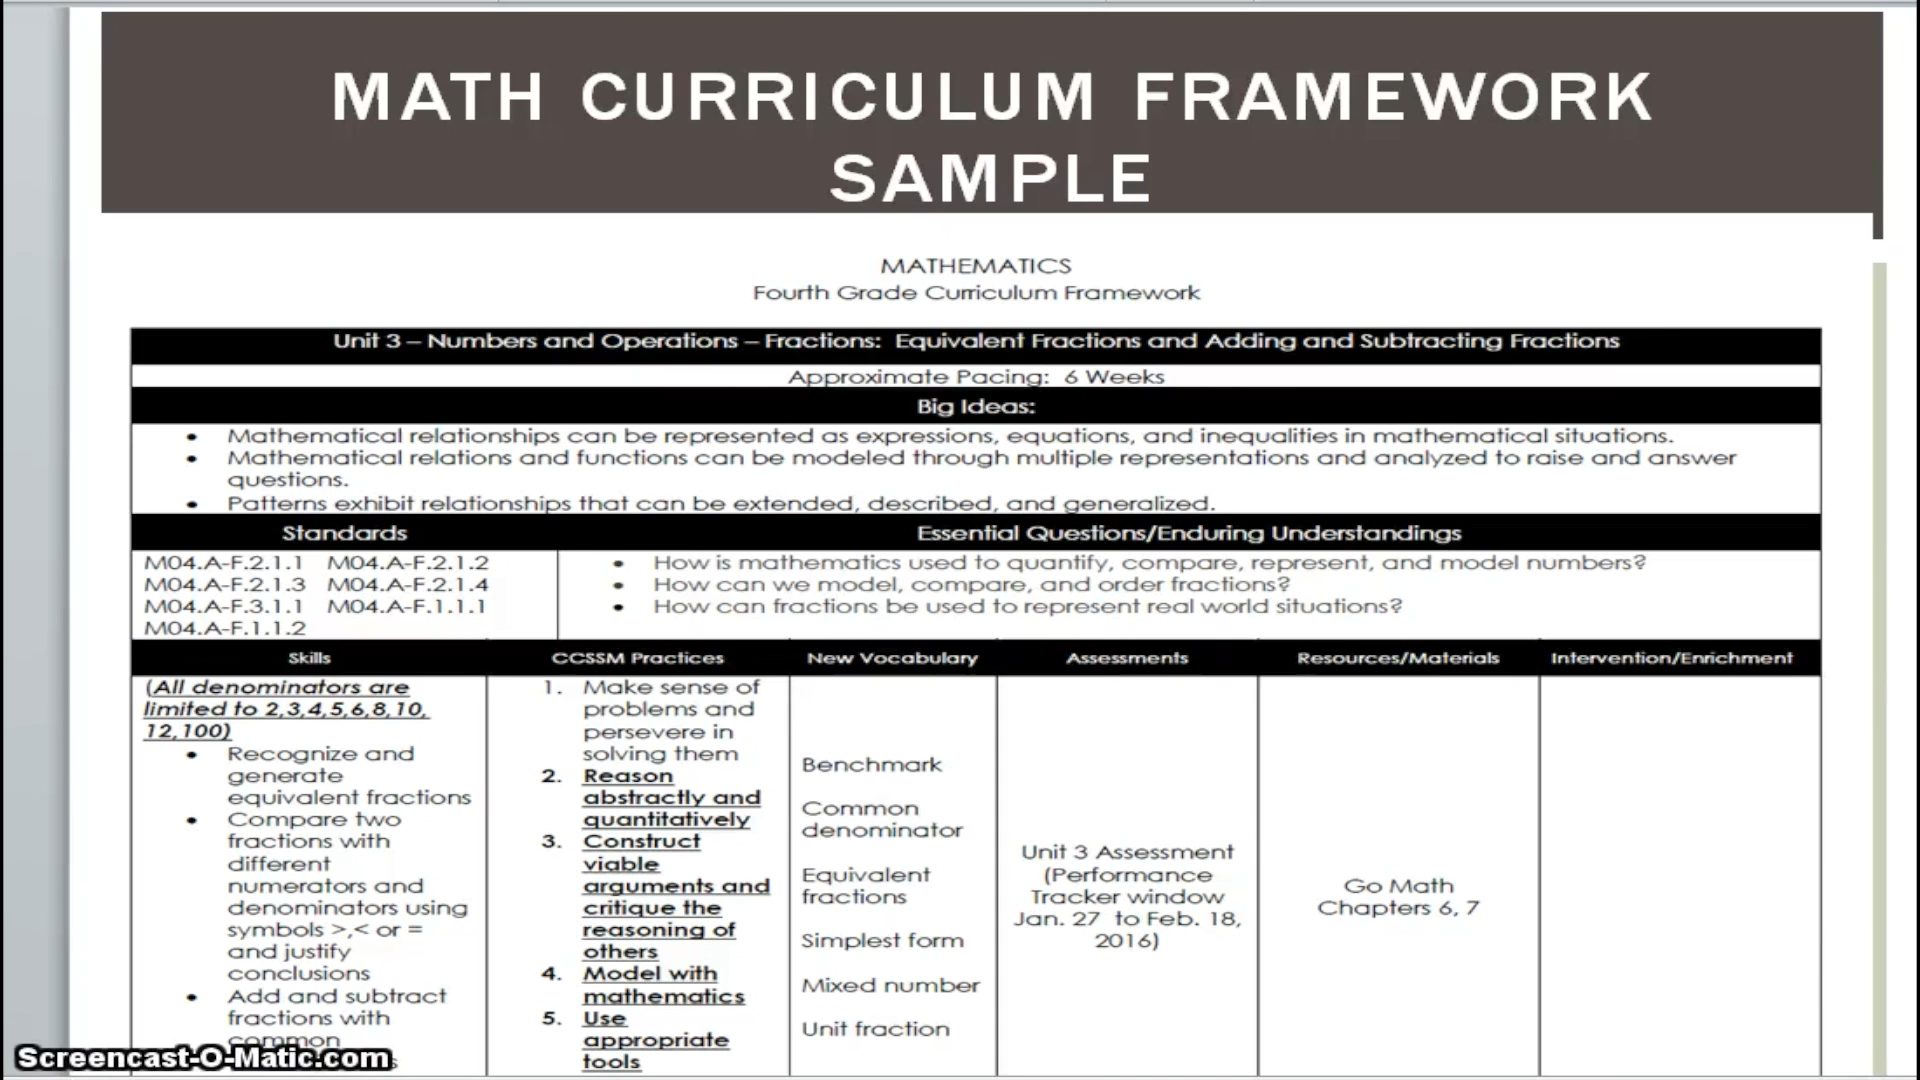 MATH CURRICULUM FRAMEWORK
SAMPLE
MATHEMATICS
Fourth Grade Curriculum Framework
Unit 3 – Numbers and Operations – Fractions: Equivalent Fractions and Adding and Subtracting Fractions
Approximate Pacing: 6 Weeks
Big Ideas:
• Mathematical relationships can be represented as expressions, equations, and inequalities in mathematical situations.
• Mathematical relations and functions can be modeled through multiple representations and analyzed to raise and answer
questions.
• Patterns exhibit relationships that can be extended, described, and generalized.
Standards
M04.A-F.2.1.1 M04.A-F.2.1.2
M04.A-F.2.1.3 M04.A-F.2.1.4
M04.A-F.3.1.1 M04.A-F.1.1.1
M04.A-F.1.1.2
Essential Questions/Enduring Understandings
• How is mathematics used to quantify, compare, represent, and model numbers?
• How can we model, compare, and order fractions?
• How can fractions be used to represent real world situations?
Skills
(All denominators are
limited to 2,3,4,5,6,8,10,
12,100)
• Recognize and
generate
equivalent fractions
• Compare two
fractions with
different
numerators and
denominators using
symbols >,< or =
and justify
conclusions
• Add and subtract
fractions with
common
CCSSM Practices
1. Make sense of
problems and
persevere in
solving them
2. Reason
abstractly and
quantitatively
3. Construct
viable
arguments and
critique the
reasoning of
others
4. Model with
mathematics
5. Use
appropriate
tools
New Vocabulary
Benchmark
Common
denominator
Equivalent
fractions
Simplest form
Mixed number
Unit fraction
Assessments
Unit 3 Assessment
(Performance
Tracker window
Jan. 27 to Feb. 18,
2016)
Resources/Materials
Go Math
Chapters 6, 7
Intervention/Enrichment
Screencast-O-Matic.com